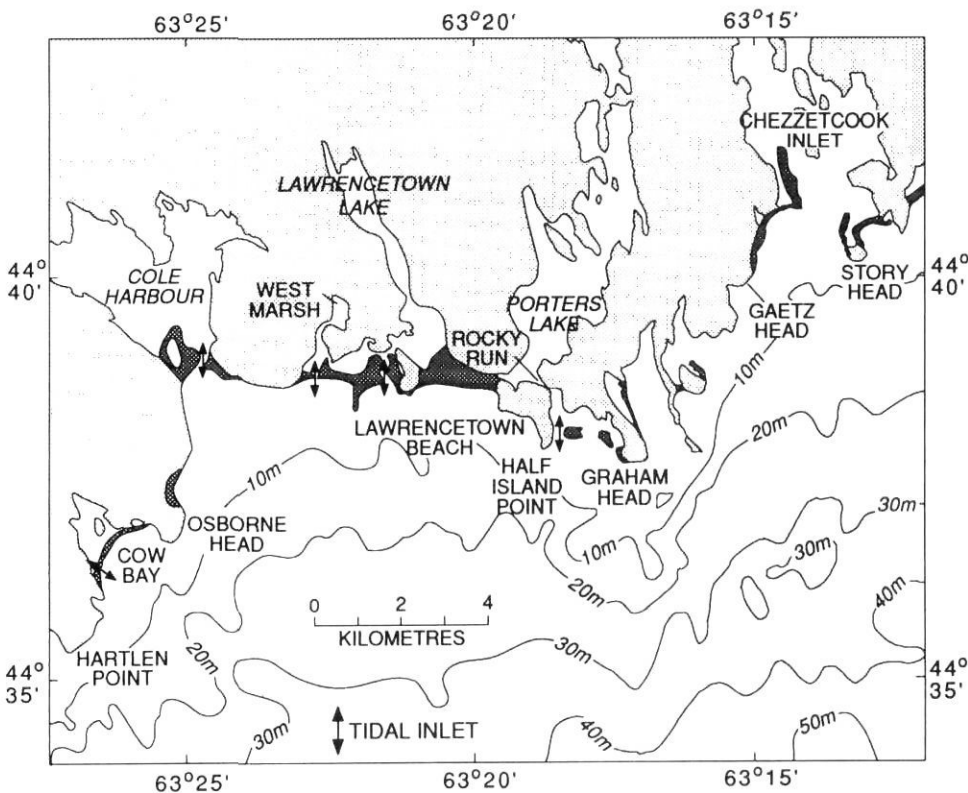 63°25'
63°20'
63°15'
CHEZZETCOOK
INLET
LAWRENCETOWN
LAKE
44°
40'
COLE
HARBOUR
WEST
MARSH
PORTERS
LAKE
ROCKY
RUN
STORY
HEAD
44°
40'
GAETZ
HEAD
10m
20m
LAWRENCETOWN
BEACH
10m
HALF
ISLAND
POINT
GRAHAM
HEAD
30m
OSBORNE
HEAD
COW
BAY
10m
30m
20m
40m
0 2 4
KILOMETRES
30m
HARTLEN
POINT
20m
44°
35'
44°
35'
TIDAL INLET
30m
40m
50m
63°25'
63°20'
63°15'